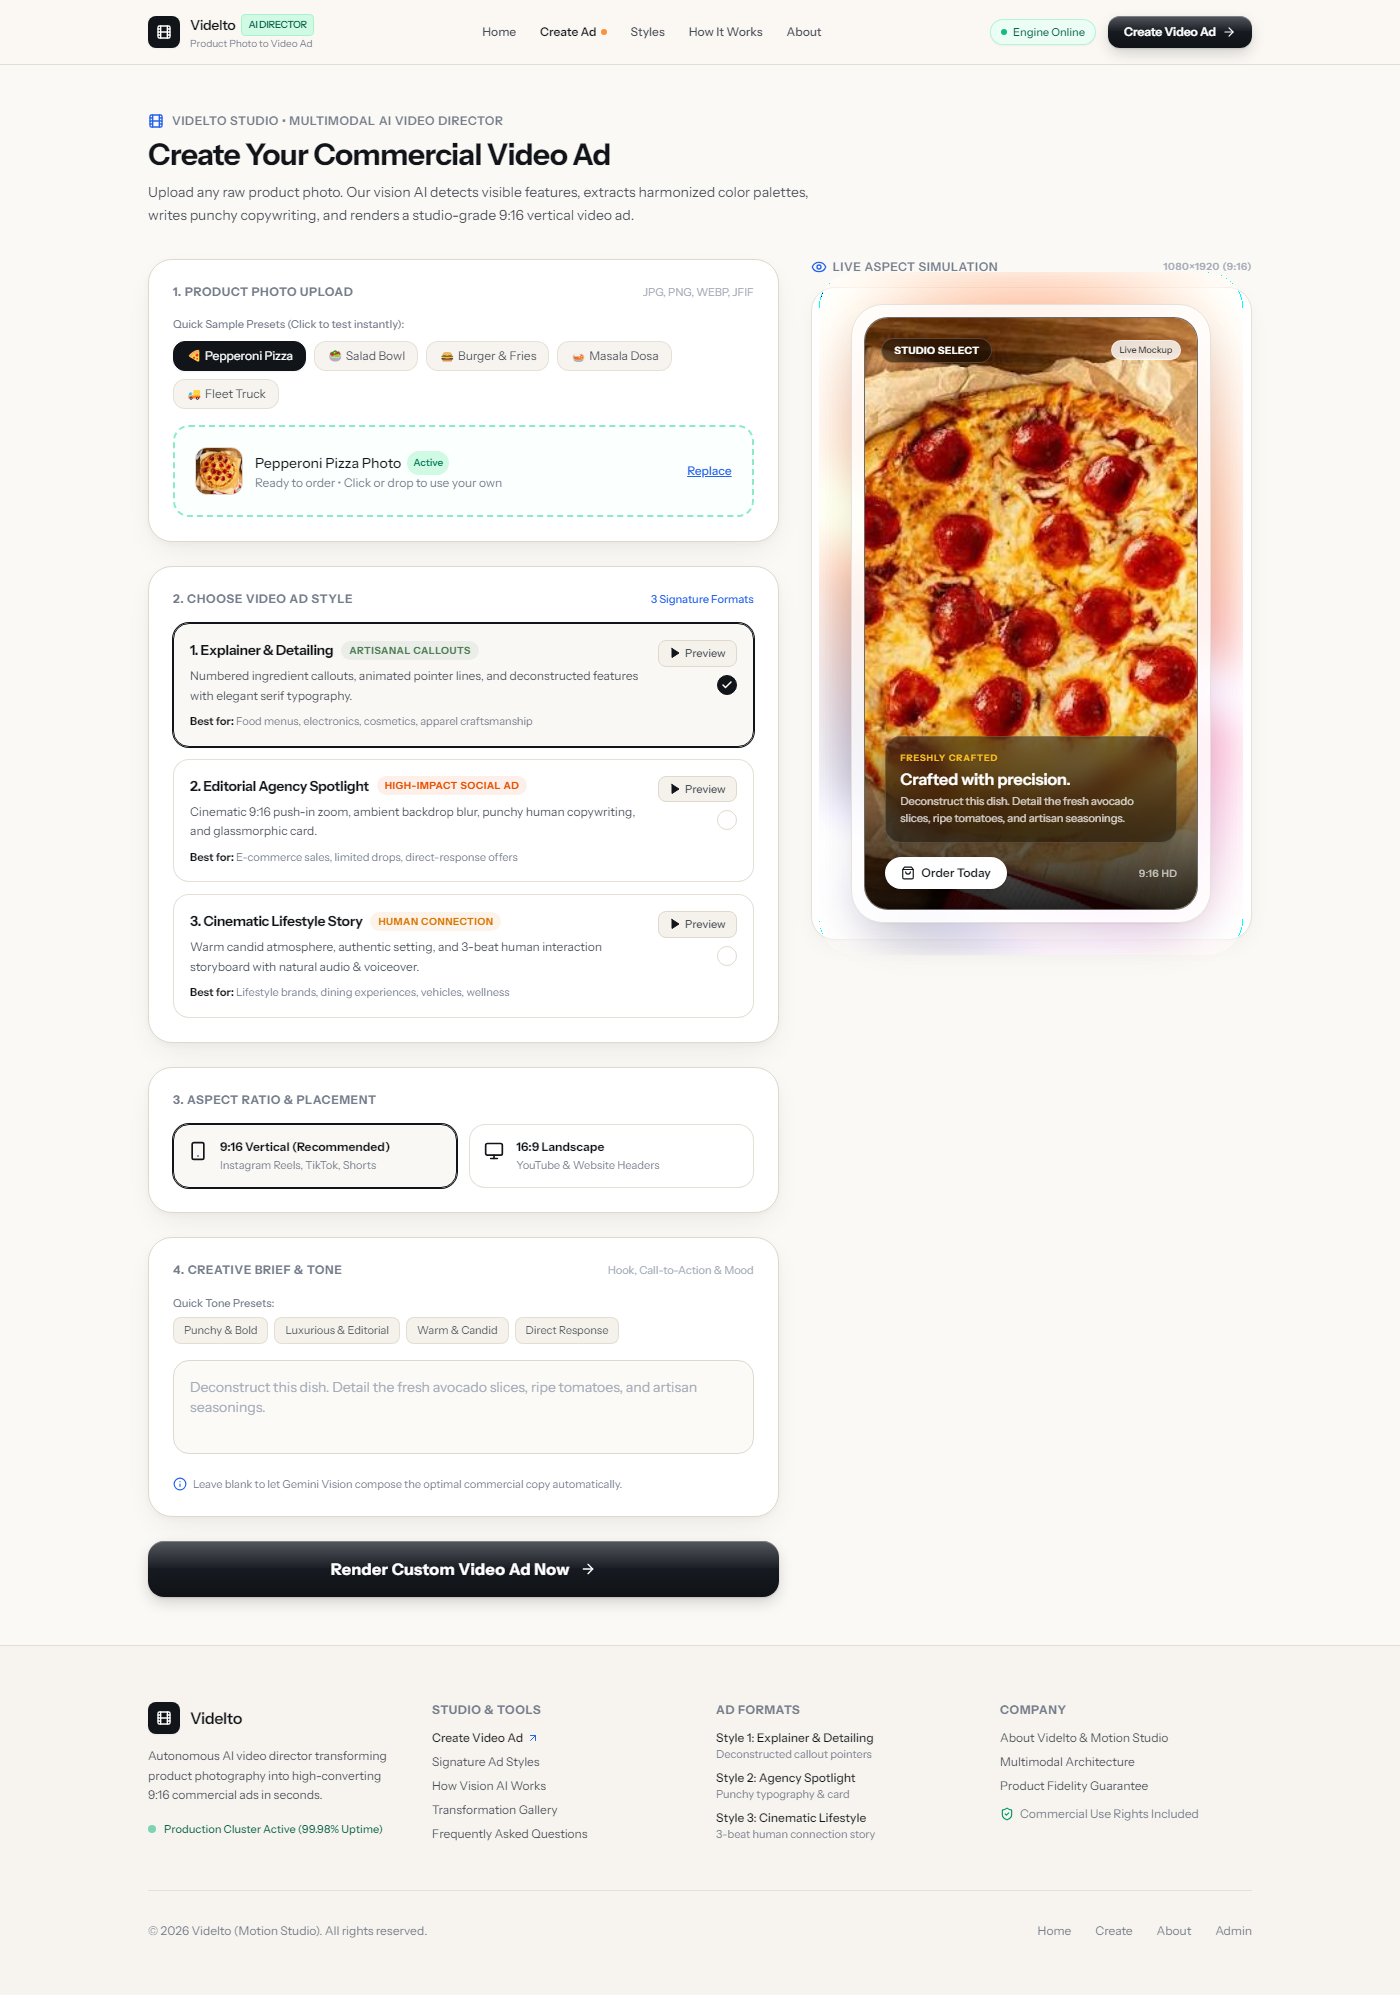 Videlto AI DIRECTOR
Product Photo to Video Ad
Home
Create Ad
Styles
How It Works
About
Engine Online
Create Video Ad
VIDELTO STUDIO • MULTIMODAL AI VIDEO DIRECTOR
Create Your Commercial Video Ad
Upload any raw product photo. Our vision AI detects visible features, extracts harmonized color palettes,
writes punchy copywriting, and renders a studio-grade 9:16 vertical video ad.
1. PRODUCT PHOTO UPLOAD
JPG, PNG, WEBP, JFIF
Quick Sample Presets (Click to test instantly):
Pepperoni Pizza
Salad Bowl
Burger & Fries
Masala Dosa
Fleet Truck
Pepperoni Pizza Photo Active
Ready to order • Click or drop to use your own
Replace
2. CHOOSE VIDEO AD STYLE
3 Signature Formats
1. Explainer & Detailing ARTISANAL CALLOUTS
Preview
Numbered ingredient callouts, animated pointer lines, and deconstructed features
with elegant serif typography.
Best for: Food menus, electronics, cosmetics, apparel craftsmanship
2. Editorial Agency Spotlight HIGH-IMPACT SOCIAL AD
Preview
Cinematic 9:16 push-in zoom, ambient backdrop blur, punchy human copywriting,
and glassmorphic card.
Best for: E-commerce sales, limited drops, direct-response offers
3. Cinematic Lifestyle Story HUMAN CONNECTION
Preview
Warm candid atmosphere, authentic setting, and 3-beat human interaction
storyboard with natural audio & voiceover.
Best for: Lifestyle brands, dining experiences, vehicles, wellness
3. ASPECT RATIO & PLACEMENT
9:16 Vertical (Recommended)
Instagram Reels, TikTok, Shorts
16:9 Landscape
YouTube & Website Headers
4. CREATIVE BRIEF & TONE
Hook, Call-to-Action & Mood
Quick Tone Presets:
Punchy & Bold
Luxurious & Editorial
Warm & Candid
Direct Response
Deconstruct this dish. Detail the fresh avocado slices, ripe tomatoes, and artisan
seasonings.
Leave blank to let Gemini Vision compose the optimal commercial copy automatically.
Render Custom Video Ad Now
LIVE ASPECT SIMULATION
1080×1920 (9:16)
STUDIO SELECT
Live Mockup
FRESHLY CRAFTED
Crafted with precision.
Deconstruct this dish. Detail the fresh avocado
slices, ripe tomatoes, and artisan seasonings.
Order Today
9:16 HD
Videlto
Autonomous AI video director transforming
product photography into high-converting
9:16 commercial ads in seconds.
Production Cluster Active (99.98% Uptime)
STUDIO & TOOLS
Create Video Ad
Signature Ad Styles
How Vision AI Works
Transformation Gallery
Frequently Asked Questions
AD FORMATS
Style 1: Explainer & Detailing
Deconstructed callout pointers
Style 2: Agency Spotlight
Punchy typography & card
Style 3: Cinematic Lifestyle
3-beat human connection story
COMPANY
About Videlto & Motion Studio
Multimodal Architecture
Product Fidelity Guarantee
Commercial Use Rights Included
© 2026 Videlto (Motion Studio). All rights reserved.
Home
Create
About
Admin